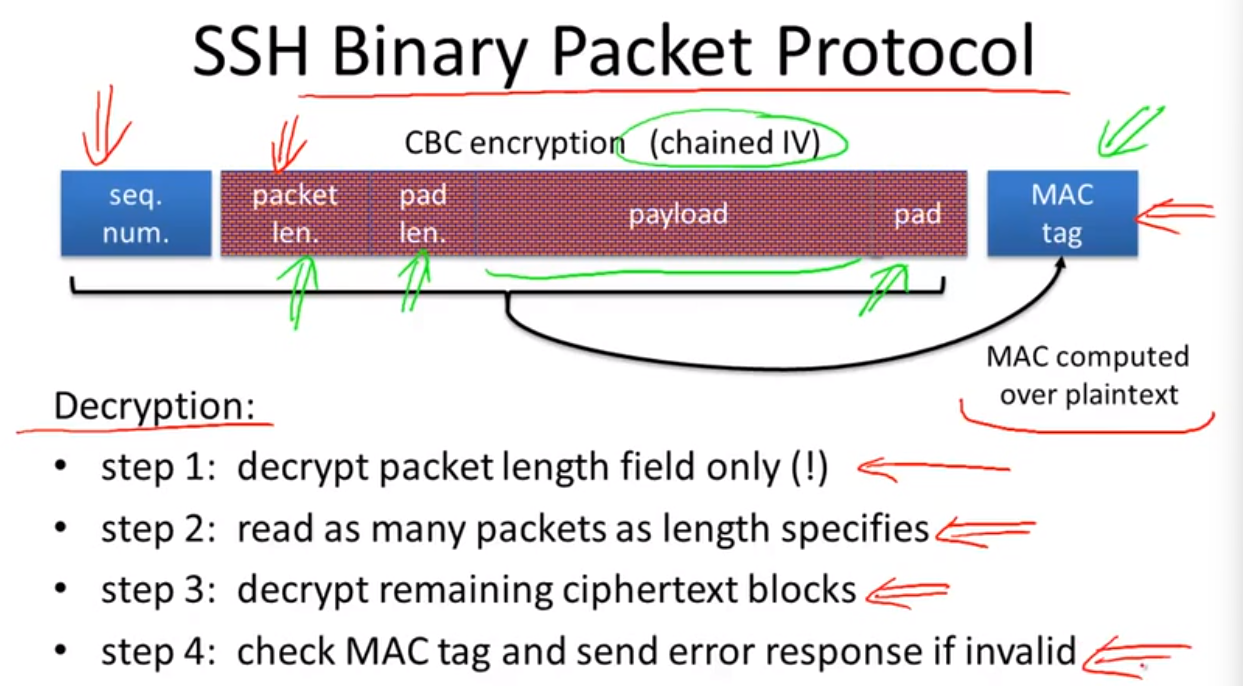 SSH Binary Packet Protocol
CBC encryption (chained IV)
seq.
num.
packet
len.
pad
len.
payload
pad
MAC
tag
MAC computed
over plaintext
Decryption:
• step 1: decrypt packet length field only (!)
• step 2: read as many packets as length specifies
• step 3: decrypt remaining ciphertext blocks
• step 4: check MAC tag and send error response if invalid